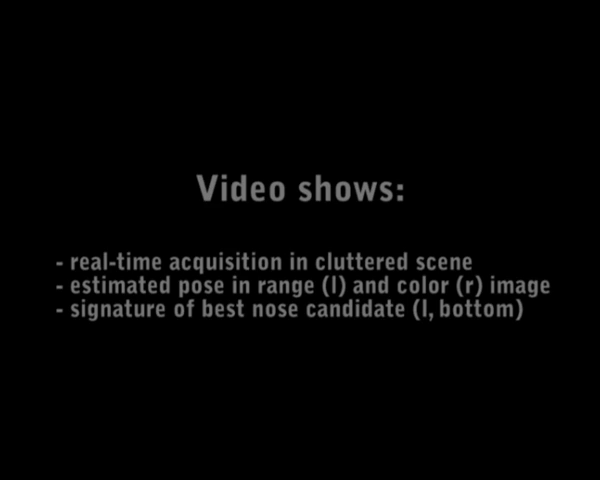 Video shows:
- real-time acquisition in cluttered scene
- estimated pose in range (l) and color (r) image
- signature of best nose candidate (l, bottom)